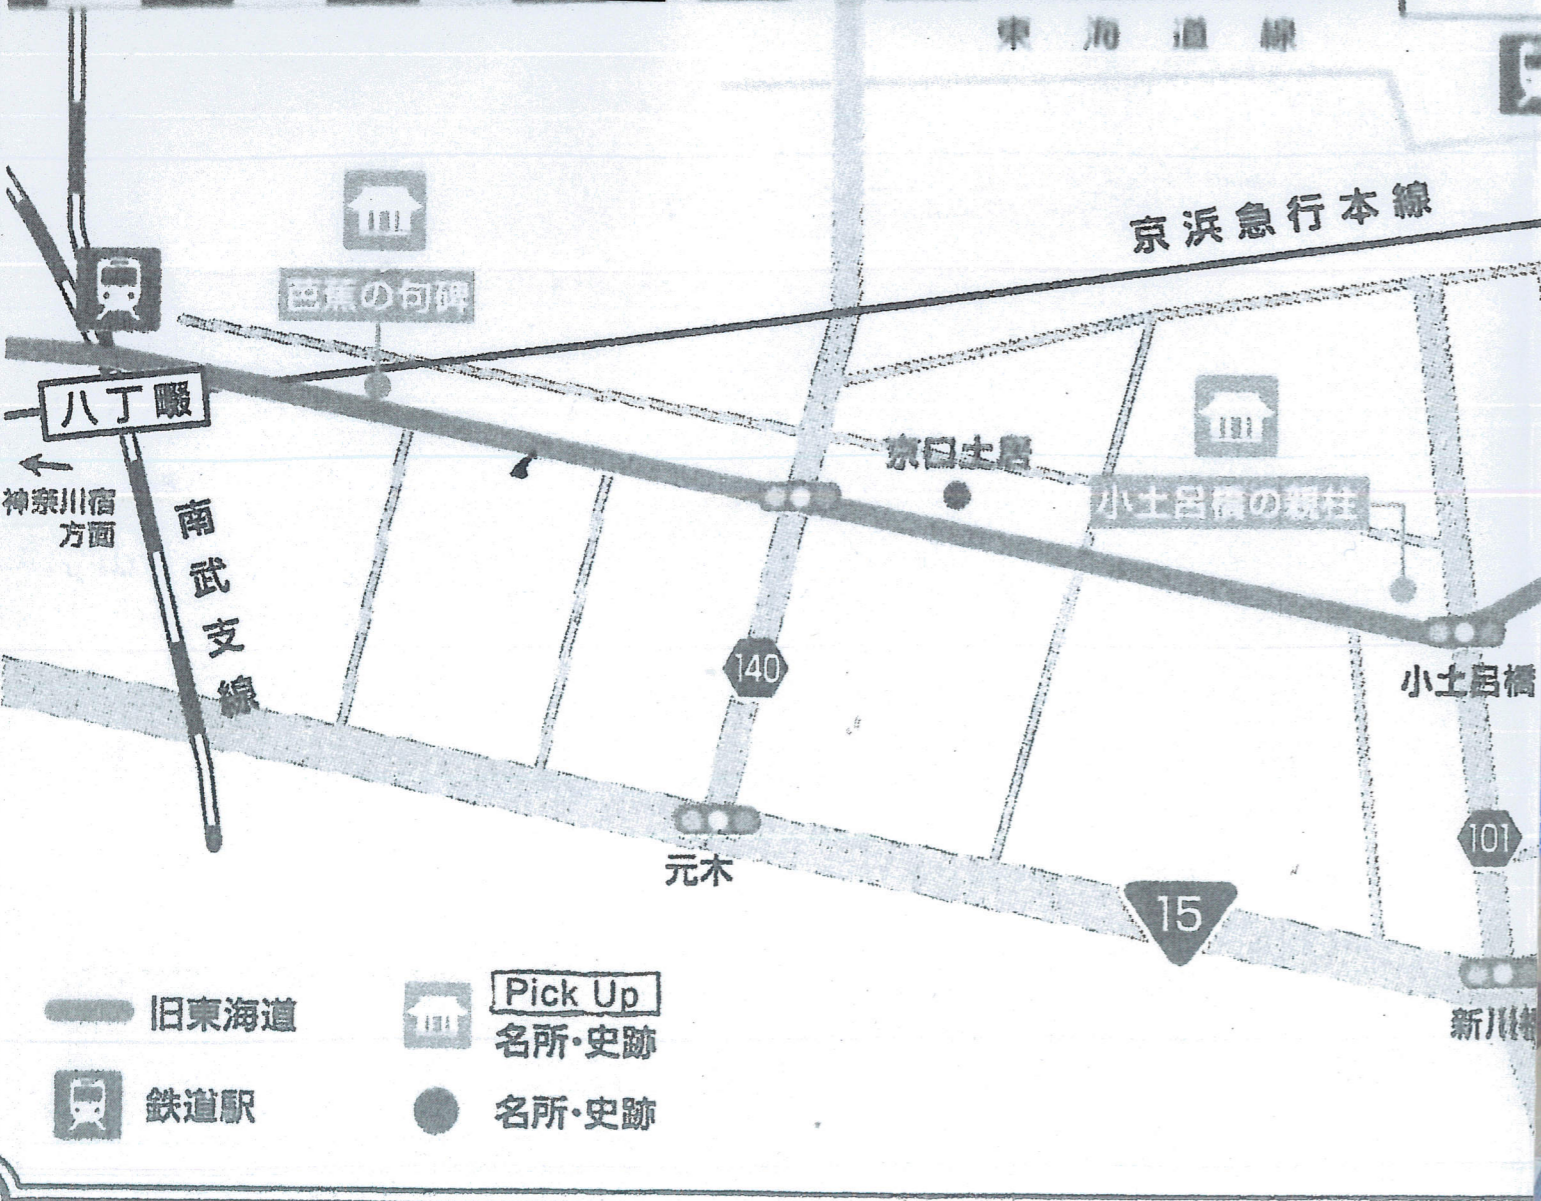 東海道線
京浜急行本線
芭蕉の句碑
八丁畷
京口土居
小土呂橋の親柱
神奈川宿
方面
南武支線
140
小土呂橋
101
元木
15
新川橋
旧東海道
Pick Up
名所・史跡
鉄道駅
名所・史跡